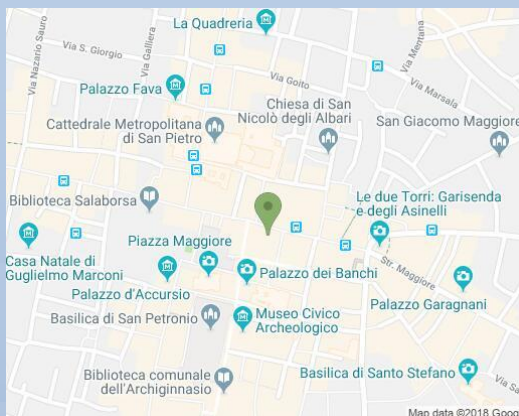 La Quadreria
Via Nazario Sauro
Via Galliera
Via S. Giorgio
Via Mentana
Via Goito
Via Marsala
Palazzo Fava
Chiesa di San
Nicolò degli Albari
Cattedrale Metropolitana
di San Pietro
San Giacomo Maggiore
Biblioteca Salaborsa
Le due Torri: Garisenda
e degli Asinelli
Piazza Maggiore
Casa Natale di
Guglielmo Marconi
Palazzo dei Banchi
Str. Maggiore
Palazzo d'Accursio
Palazzo Garagnani
Basilica di San Petronio
Museo Civico
Archeologico
Biblioteca comunale
dell'Archiginnasio
Basilica di Santo Stefano
Via Sa
Map data ©2018 Goog